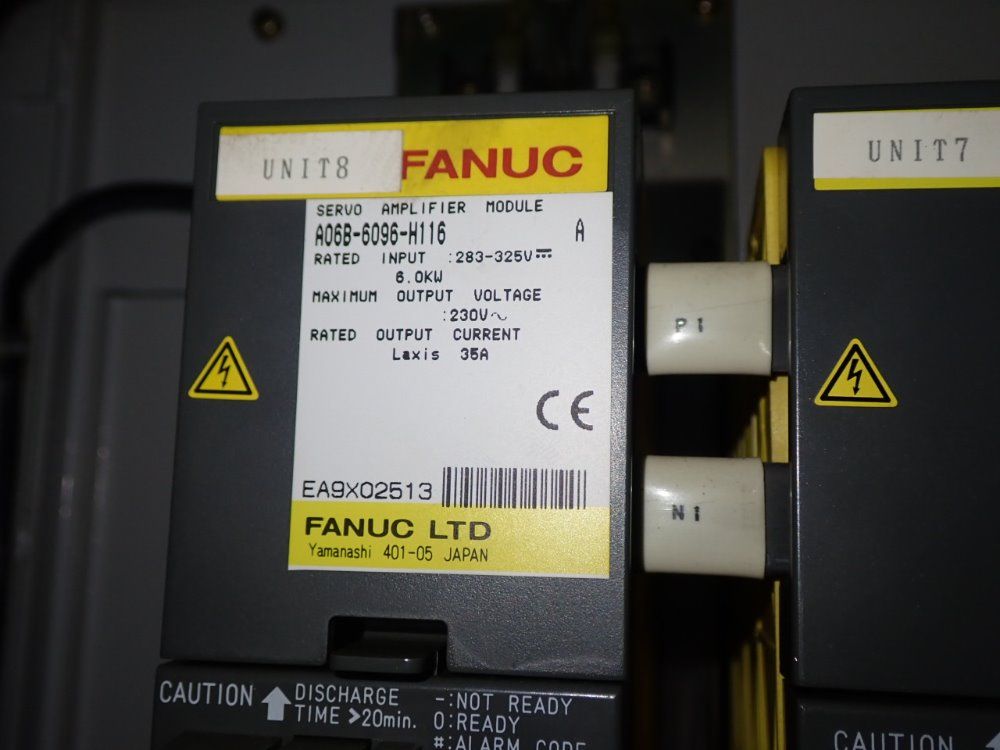 UNIT8
FANUC
SERVO AMPLIFIER MODULE
A06B-6096-H116 A
RATED INPUT :283-325V⎓
6.0KW
MAXIMUM OUTPUT VOLTAGE
:230V~
RATED OUTPUT CURRENT
Laxis 35A
CE
EA9X02513
FANUC LTD
Yamanashi 401-05 JAPAN
CAUTION
DISCHARGE
TIME >20min.
-:NOT READY
0:READY
#:ALARM CODE
P1
N1
UNIT7
CAUTION